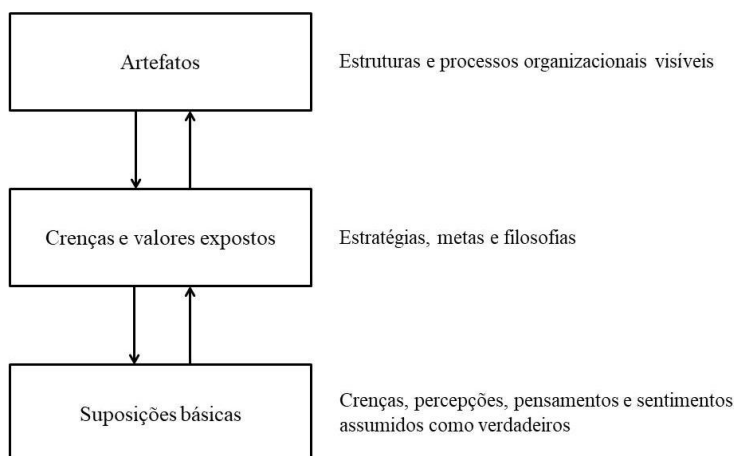 Artefatos
Estruturas e processos organizacionais visíveis
Crenças e valores expostos
Estratégias, metas e filosofias
Suposições básicas
Crenças, percepções, pensamentos e sentimentos
assumidos como verdadeiros